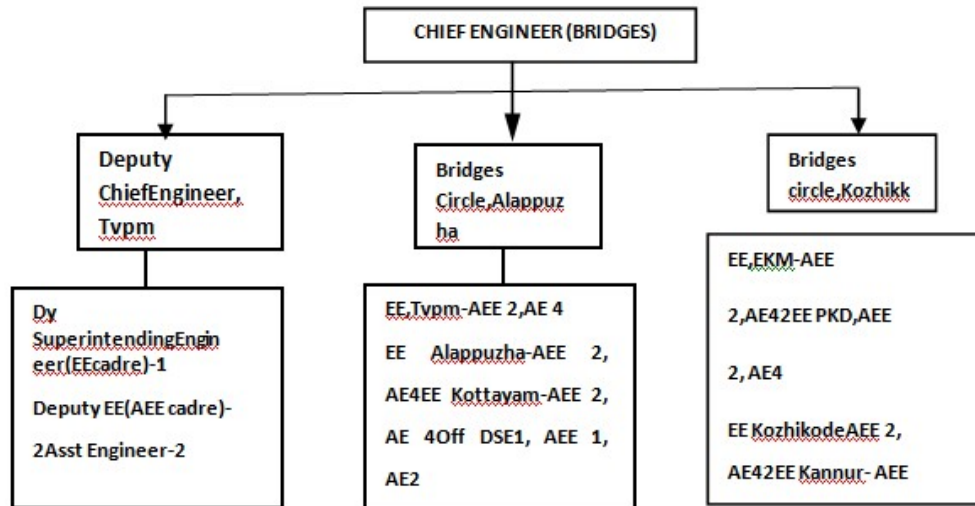 CHIEF ENGINEER (BRIDGES)
Deputy
ChiefEngineer,
Tvpm
Bridges
Circle,Alappuz
ha
Bridges
circle,Kozhikk
Dy
SuperintendingEngin
eer(EEcadre)-1
Deputy EE(AEE cadre)-
2Asst Engineer-2
EE,Tvpm-AEE 2,AE 4
EE Alappuzha-AEE 2,
AE4EE Kottayam-AEE 2,
AE 4Off DSE1, AEE 1,
AE2
EE,EKM-AEE
2,AE42EE PKD,AEE
2, AE4
EE KozhikodeAEE 2,
AE42EE Kannur- AEE